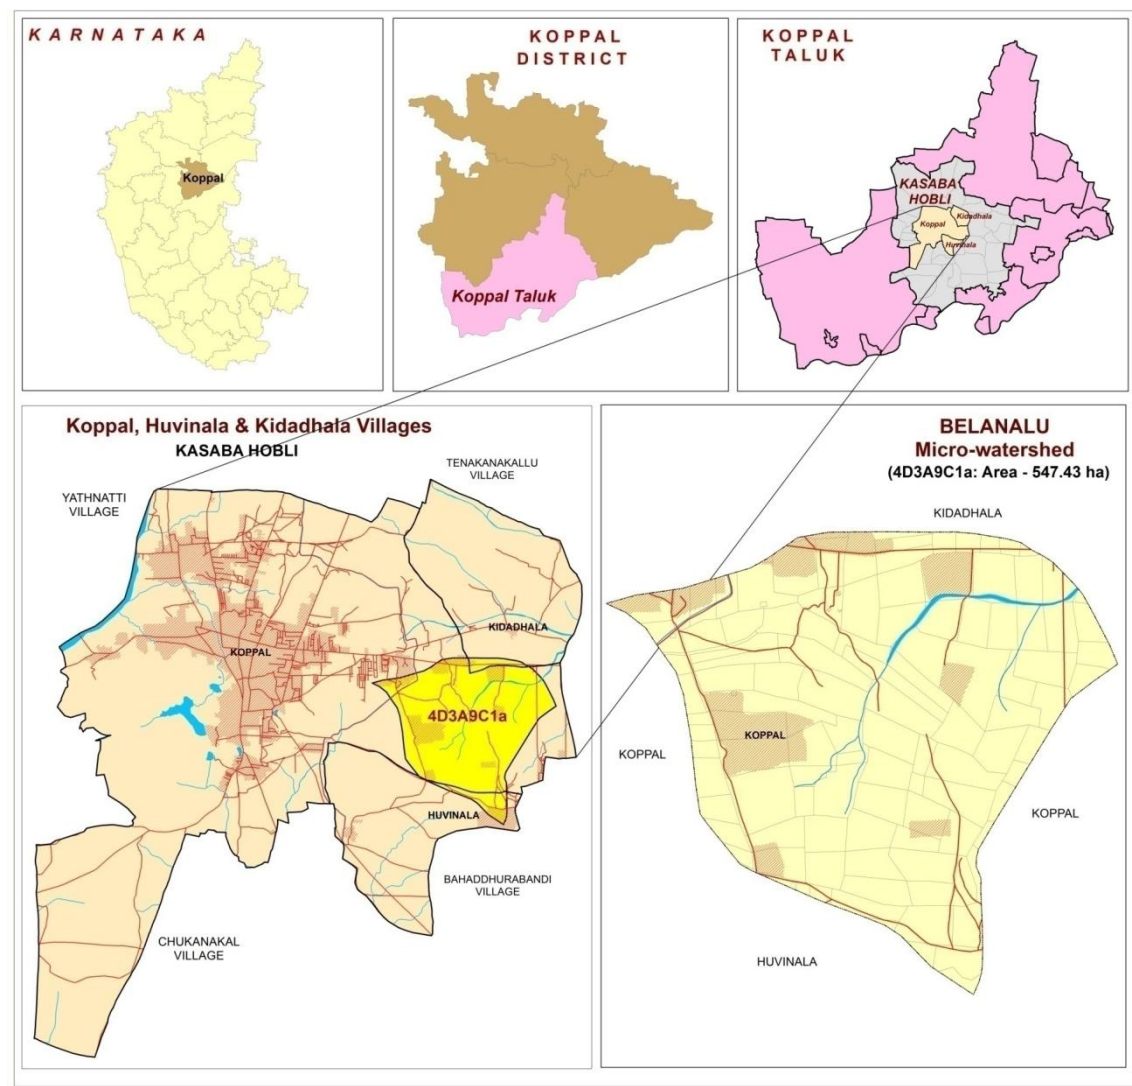 KARNATAKA
Koppal
KOPPAL
DISTRICT
Koppal Taluk
KOPPAL
TALUK
KASABA
HOBLI
Koppal
Kidadhala
Huvinala
Koppal, Huvinala & Kidadhala Villages
KASABA HOBLI
TENAKANAKALLU
VILLAGE
YATHNATTI
VILLAGE
KIDADHALA
KOPPAL
4D3A9C1a
HUVINALA
BAHADDHURABANDI
VILLAGE
CHUKANAKAL
VILLAGE
BELANALU
Micro-watershed
(4D3A9C1a: Area - 547.43 ha)
KIDADHALA
KOPPAL
KOPPAL
KOPPAL
HUVINALA